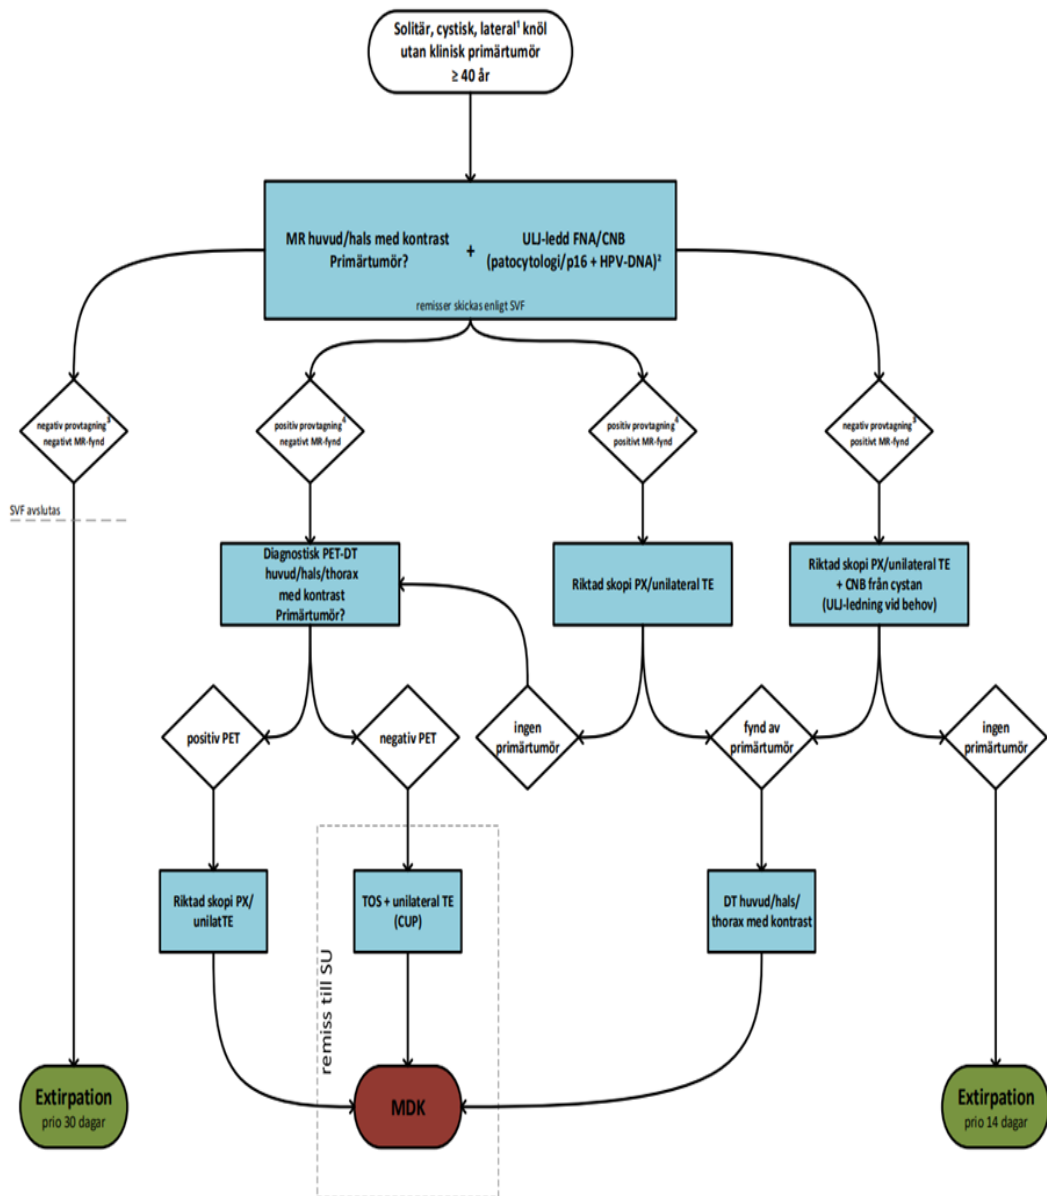 Solitär, cystisk, lateral¹ knöl
utan klinisk primärtumör
≥ 40 år
MR huvud/hals med kontrast
Primärtumör?
+
ULJ-ledd FNA/CNB
(patocytologi/p16 + HPV-DNA)²
remisser skickas enligt SVF
negativ provtagning³
negativt MR-fynd
positiv provtagning⁴
negativt MR-fynd
positiv provtagning⁴
positivt MR-fynd
negativ provtagning³
positivt MR-fynd
SVF avslutas
Diagnostisk PET-DT
huvud/hals/thorax
med kontrast
Primärtumör?
Riktad skopi PX/unilateral TE
Riktad skopi PX/unilateral TE
+ CNB från cystan
(ULJ-ledning vid behov)
positiv PET
negativ PET
ingen
primärtumör
fynd av
primärtumör
ingen
primärtumör
Riktad skopi PX/
unilatTE
TOS + unilateral TE
(CUP)
DT huvud/hals/
thorax med kontrast
remiss till SU
Extirpation
prio 30 dagar
MDK
Extirpation
prio 14 dagar